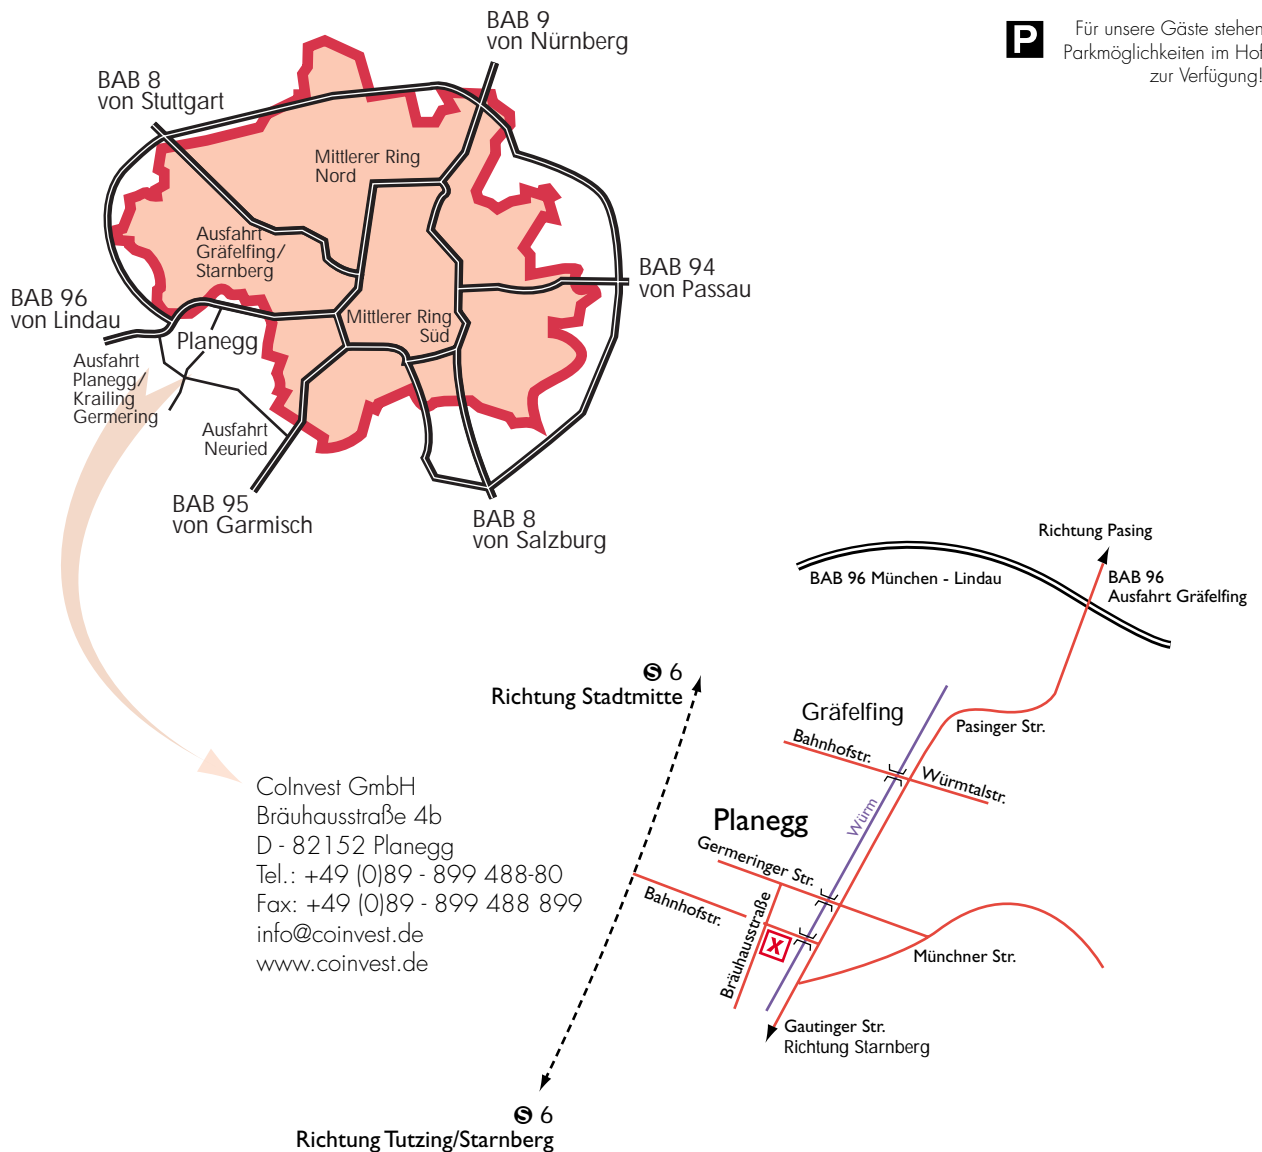 BAB 9
von Nürnberg
P
Für unsere Gäste stehen
Parkmöglichkeiten im Hof
zur Verfügung!
BAB 8
von Stuttgart
Mittlerer Ring
Nord
Ausfahrt
Gräfelfing/
Starnberg
BAB 94
von Passau
BAB 96
von Lindau
Mittlerer Ring
Süd
Planegg
Ausfahrt
Planegg/
Krailing
Germering
Ausfahrt
Neuried
BAB 95
von Garmisch
BAB 8
von Salzburg
Richtung Pasing
BAB 96 München - Lindau
BAB 96
Ausfahrt Gräfelfing
S 6
Richtung Stadtmitte
Gräfelfing
Pasinger Str.
Bahnhofstr.
Würmtalstr.
Würm
CoInvest GmbH
Bräuhausstraße 4b
D - 82152 Planegg
Tel.: +49 (0)89 - 899 488-80
Fax: +49 (0)89 - 899 488 899
info@coinvest.de
www.coinvest.de
Planegg
Germeringer Str.
Bahnhofstr.
Bräuhausstraße
X
Münchner Str.
Gautinger Str.
Richtung Starnberg
S 6
Richtung Tutzing/Starnberg